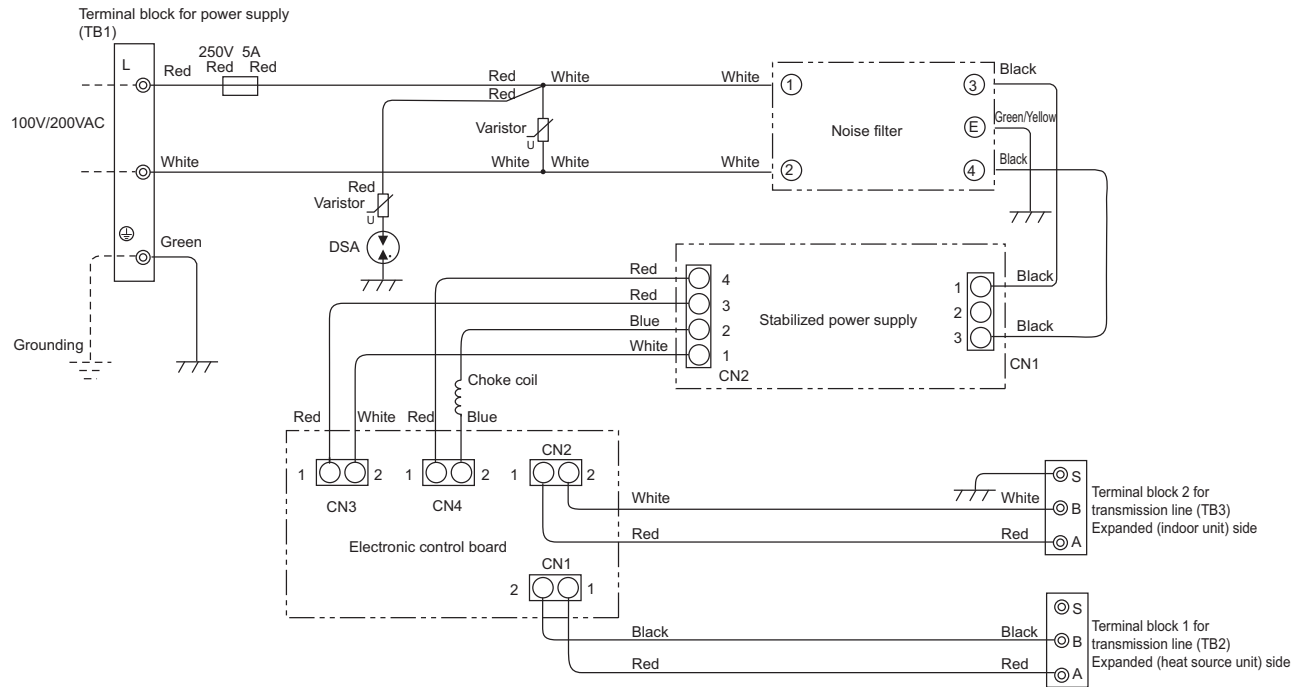 Terminal block for power supply
(TB1)
L
Red
250V 5A
Red Red
Red
Red
White
White
100V/200VAC
White
Varistor
U
White
White
White
Red
Varistor
U
DSA
Green
Grounding
1
2
Noise filter
3
E
4
Black
Green/Yellow
Black
Red
Red
Blue
White
4
3
2
1
CN2
Stabilized power supply
1
2
3
Black
Black
CN1
Choke coil
Red
White
Red
Blue
1
2
CN3
1
2
CN4
CN2
1
2
Electronic control board
CN1
2
1
White
White
Red
Red
S
B
A
Terminal block 2 for
transmission line (TB3)
Expanded (indoor unit) side
Black
Black
Red
Red
S
B
A
Terminal block 1 for
transmission line (TB2)
Expanded (heat source unit) side